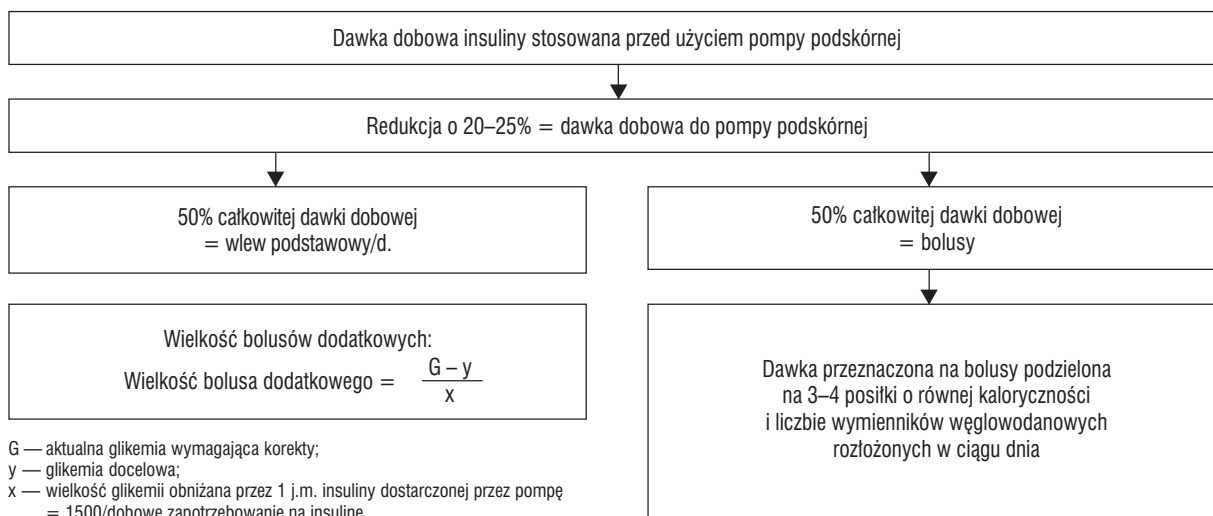 Dawka dobowa insuliny stosowana przed użyciem pompy podskórnej
Redukcja o 20–25% = dawka dobowa do pompy podskórnej
50% całkowitej dawki dobowej
= wlew podstawowy/d.
50% całkowitej dawki dobowej
= bolusy
Wielkość bolusów dodatkowych:
Wielkość bolusa dodatkowego = G – y
x
Dawka przeznaczona na bolusy podzielona
na 3–4 posiłki o równej kaloryczności
i liczbie wymienników węglowodanowych
rozłożonych w ciągu dnia
G — aktualna glikemia wymagająca korekty;
y — glikemia docelowa;
x — wielkość glikemii obniżana przez 1 j.m. insuliny dostarczonej przez pompę
= 1500/dobowe zapotrzebowanie na insulinę